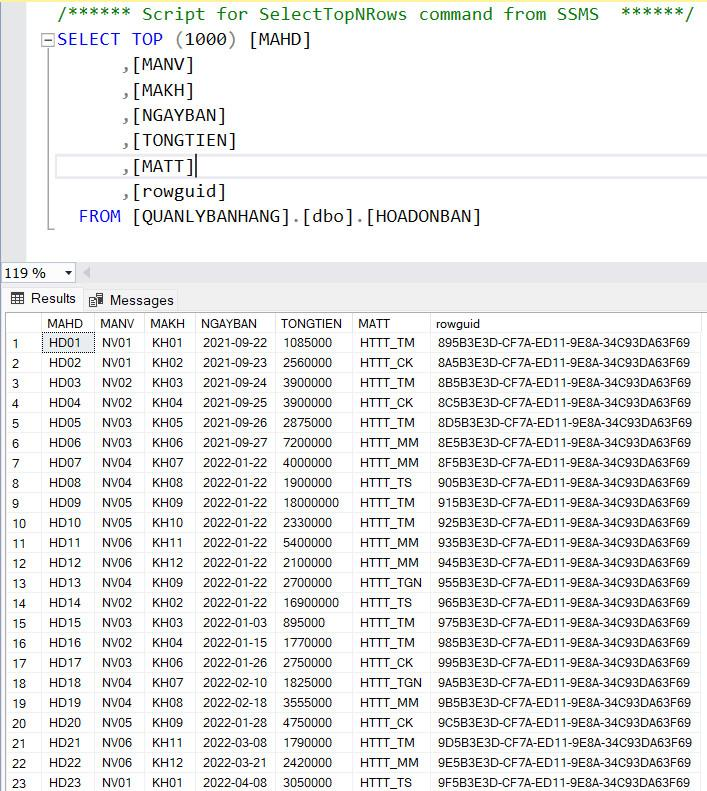 /****** Script for SelectTopNRows command from SSMS  ******/
SELECT TOP (1000) [MAHD]
,[MANV]
,[MAKH]
,[NGAYBAN]
,[TONGTIEN]
,[MATT]
,[rowguid]
FROM [QUANLYBANHANG].[dbo].[HOADONBAN]
119 %
Results Messages
MAHD MANV MAKH NGAYBAN TONGTIEN MATT rowguid
1 HD01 NV01 KH01 2021-09-22 1085000 HTTT_TM 895B3E3D-CF7A-ED11-9E8A-34C93DA63F69
2 HD02 NV01 KH02 2021-09-23 2560000 HTTT_CK 8A5B3E3D-CF7A-ED11-9E8A-34C93DA63F69
3 HD03 NV02 KH03 2021-09-24 3900000 HTTT_TM 8B5B3E3D-CF7A-ED11-9E8A-34C93DA63F69
4 HD04 NV02 KH04 2021-09-25 3900000 HTTT_CK 8C5B3E3D-CF7A-ED11-9E8A-34C93DA63F69
5 HD05 NV03 KH05 2021-09-26 2875000 HTTT_TM 8D5B3E3D-CF7A-ED11-9E8A-34C93DA63F69
6 HD06 NV03 KH06 2021-09-27 7200000 HTTT_MM 8E5B3E3D-CF7A-ED11-9E8A-34C93DA63F69
7 HD07 NV04 KH07 2022-01-22 4000000 HTTT_MM 8F5B3E3D-CF7A-ED11-9E8A-34C93DA63F69
8 HD08 NV04 KH08 2022-01-22 1900000 HTTT_TS 905B3E3D-CF7A-ED11-9E8A-34C93DA63F69
9 HD09 NV05 KH09 2022-01-22 18000000 HTTT_TM 915B3E3D-CF7A-ED11-9E8A-34C93DA63F69
10 HD10 NV05 KH10 2022-01-22 2330000 HTTT_TM 925B3E3D-CF7A-ED11-9E8A-34C93DA63F69
11 HD11 NV06 KH11 2022-01-22 5400000 HTTT_MM 935B3E3D-CF7A-ED11-9E8A-34C93DA63F69
12 HD12 NV06 KH12 2022-01-22 2100000 HTTT_MM 945B3E3D-CF7A-ED11-9E8A-34C93DA63F69
13 HD13 NV04 KH09 2022-01-22 2700000 HTTT_TGN 955B3E3D-CF7A-ED11-9E8A-34C93DA63F69
14 HD14 NV02 KH02 2022-01-22 16900000 HTTT_TS 965B3E3D-CF7A-ED11-9E8A-34C93DA63F69
15 HD15 NV03 KH03 2022-01-03 895000 HTTT_TM 975B3E3D-CF7A-ED11-9E8A-34C93DA63F69
16 HD16 NV02 KH04 2022-01-15 1770000 HTTT_TM 985B3E3D-CF7A-ED11-9E8A-34C93DA63F69
17 HD17 NV03 KH06 2022-01-26 2750000 HTTT_CK 995B3E3D-CF7A-ED11-9E8A-34C93DA63F69
18 HD18 NV04 KH07 2022-02-10 1825000 HTTT_TGN 9A5B3E3D-CF7A-ED11-9E8A-34C93DA63F69
19 HD19 NV04 KH08 2022-02-18 3555000 HTTT_MM 9B5B3E3D-CF7A-ED11-9E8A-34C93DA63F69
20 HD20 NV05 KH09 2022-01-28 4750000 HTTT_CK 9C5B3E3D-CF7A-ED11-9E8A-34C93DA63F69
21 HD21 NV06 KH11 2022-03-08 1790000 HTTT_TM 9D5B3E3D-CF7A-ED11-9E8A-34C93DA63F69
22 HD22 NV06 KH12 2022-03-21 2420000 HTTT_MM 9E5B3E3D-CF7A-ED11-9E8A-34C93DA63F69
23 HD23 NV01 KH01 2022-04-08 3050000 HTTT_TS 9F5B3E3D-CF7A-ED11-9E8A-34C93DA63F69